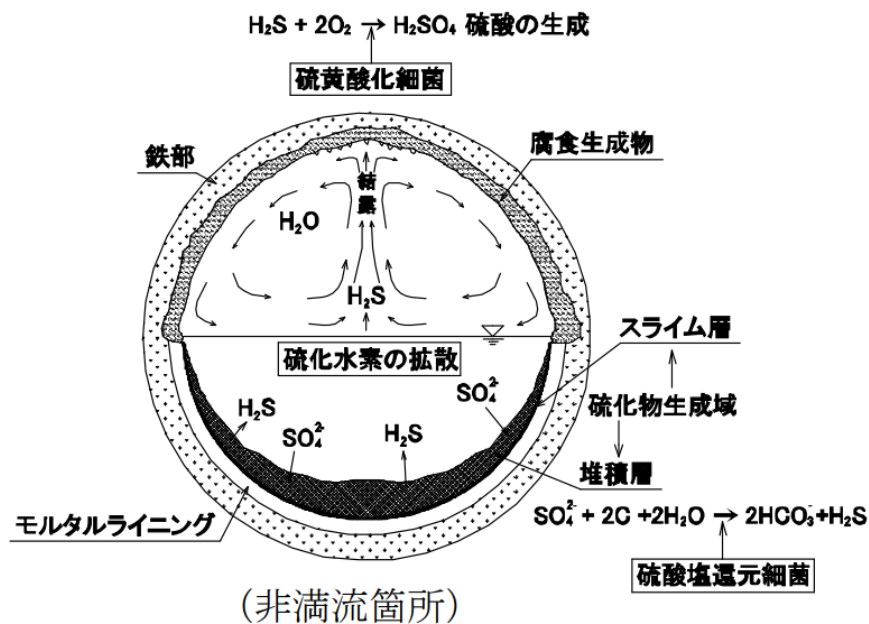 H₂S + 2O₂ → H₂SO₄ 硫酸の生成
硫黄酸化細菌
鉄部
腐食生成物
結露
H₂O
H₂S
スライム層
硫化水素の拡散
SO₄²⁻
硫化物生成域
H₂S
SO₄²⁻
H₂S
堆積層
モルタルライニング
SO₄²⁻ + 2C +2H₂O → 2HCO₃⁻+H₂S
硫酸塩還元細菌
(非満流箇所)